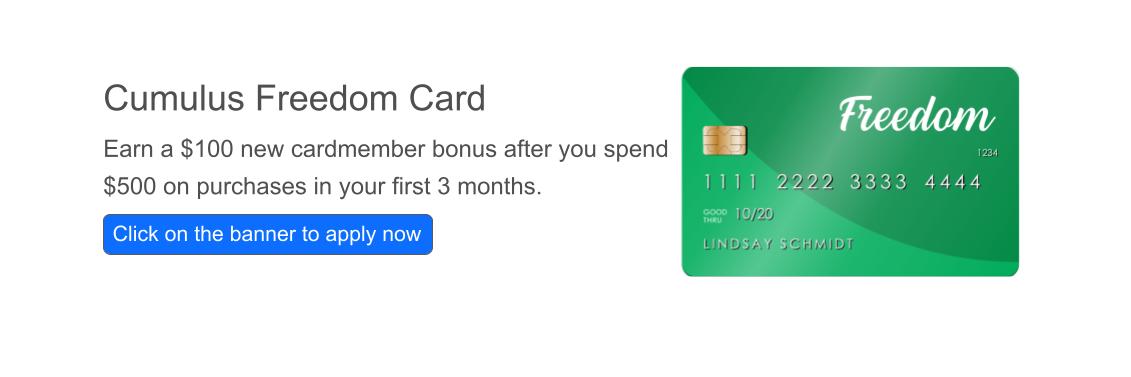 Cumulus Freedom Card
Earn a $100 new cardmember bonus after you spend
$500 on purchases in your first 3 months.
Click on the banner to apply now
Freedom
1234
1111 2222 3333 4444
GOOD
THRU 10/20
LINDSAY SCHMIDT